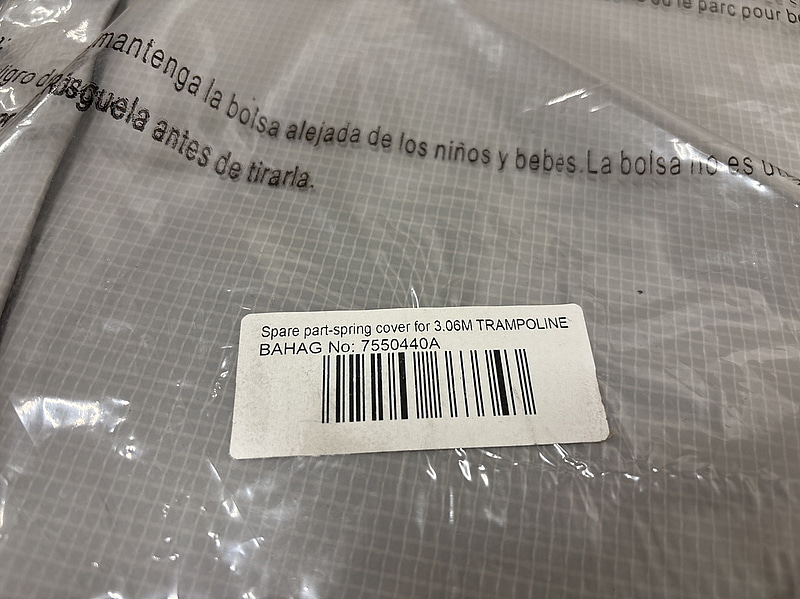 le parc pour
mantenga la bolsa alejada de los niños y bebes.La bolsa no es
ásguela antes de tirarla.
Spare part-spring cover for 3.06M TRAMPOLINE
BAHAG No: 7550440A